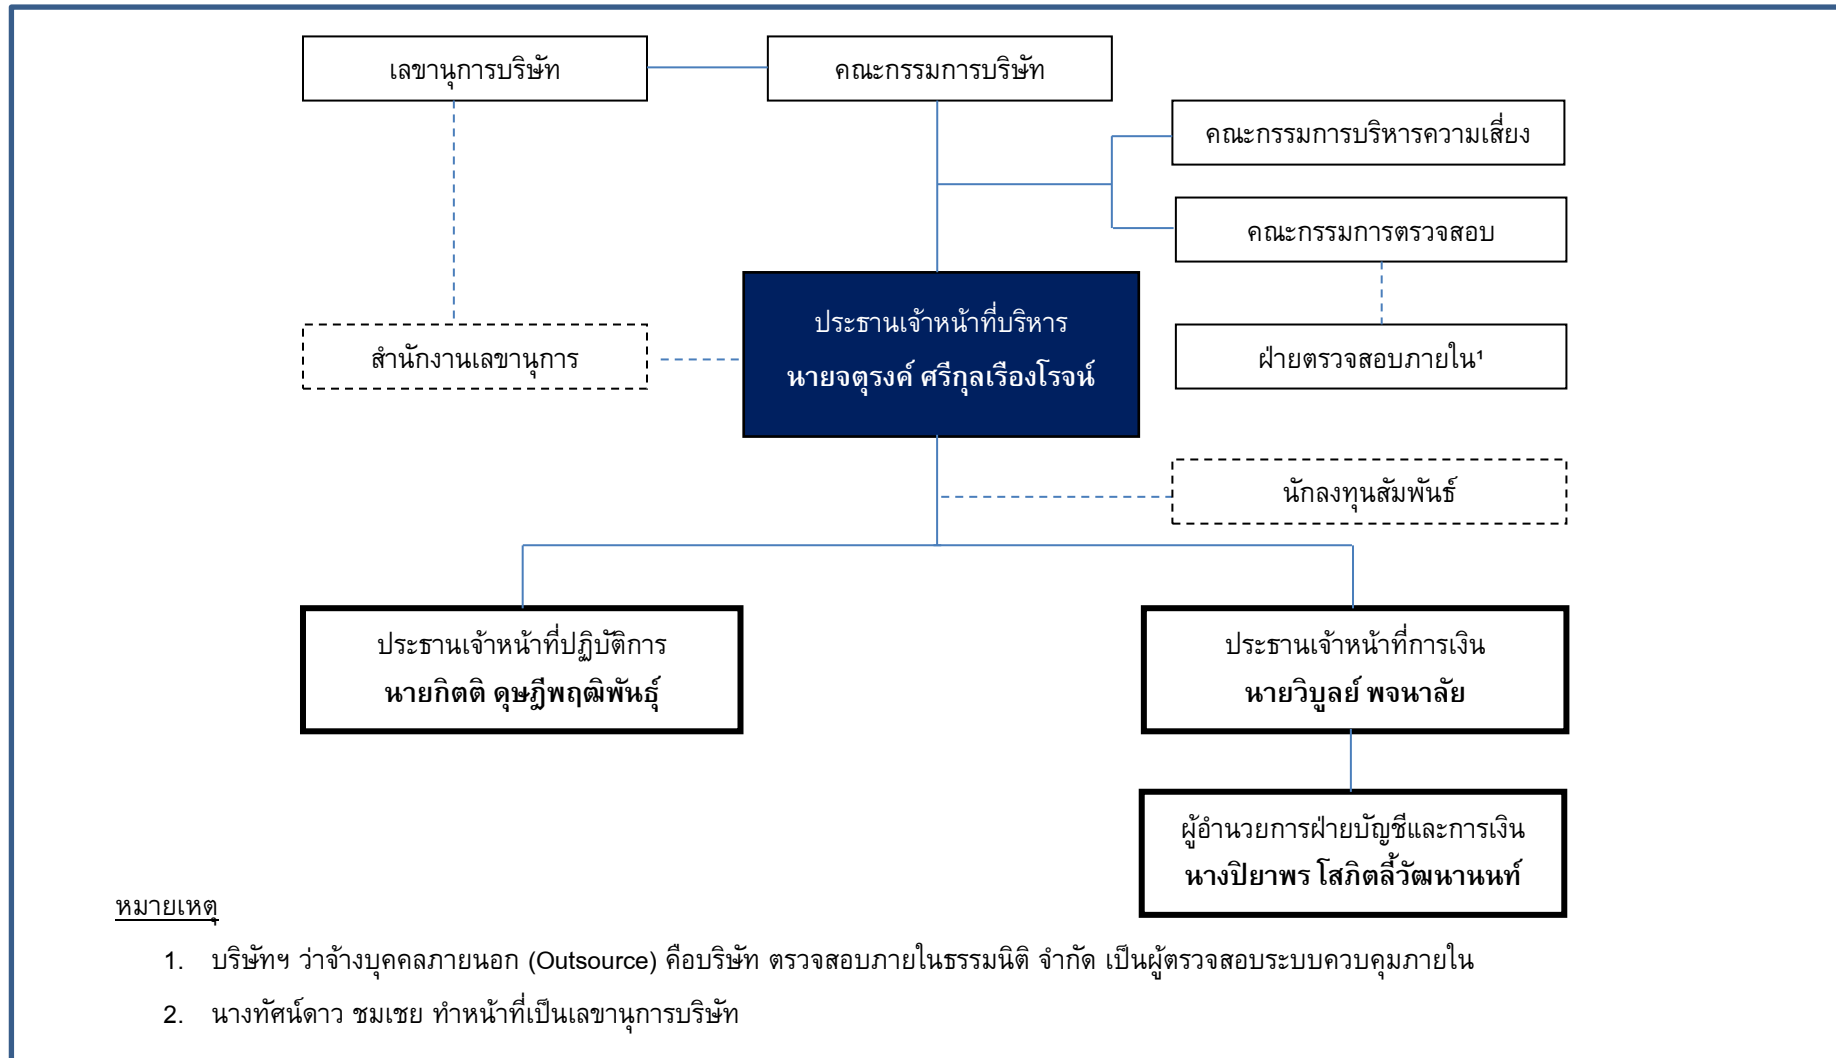 เลขานุการบริษัท
คณะกรรมการบริษัท
คณะกรรมการบริหารความเสี่ยง
คณะกรรมการตรวจสอบ
ประธานเจ้าหน้าที่บริหาร
นายจตุรงค์ ศรีกุลเรืองโรจน์
สำนักงานเลขานุการ
ฝ่ายตรวจสอบภายใน¹
นักลงทุนสัมพันธ์
ประธานเจ้าหน้าที่ปฏิบัติการ
นายกิตติ ดุษฎีพฤฒิพันธุ์
ประธานเจ้าหน้าที่การเงิน
นายวิบูลย์ พจนาลัย
ผู้อำนวยการฝ่ายบัญชีและการเงิน
นางปิยาพร โสภิตลี้วัฒนานนท์
หมายเหตุ
1. บริษัทฯ ว่าจ้างบุคคลภายนอก (Outsource) คือบริษัท ตรวจสอบภายในธรรมนิติ จำกัด เป็นผู้ตรวจสอบระบบควบคุมภายใน
2. นางทัศน์ดาว ชมเชย ทำหน้าที่เป็นเลขานุการบริษัท